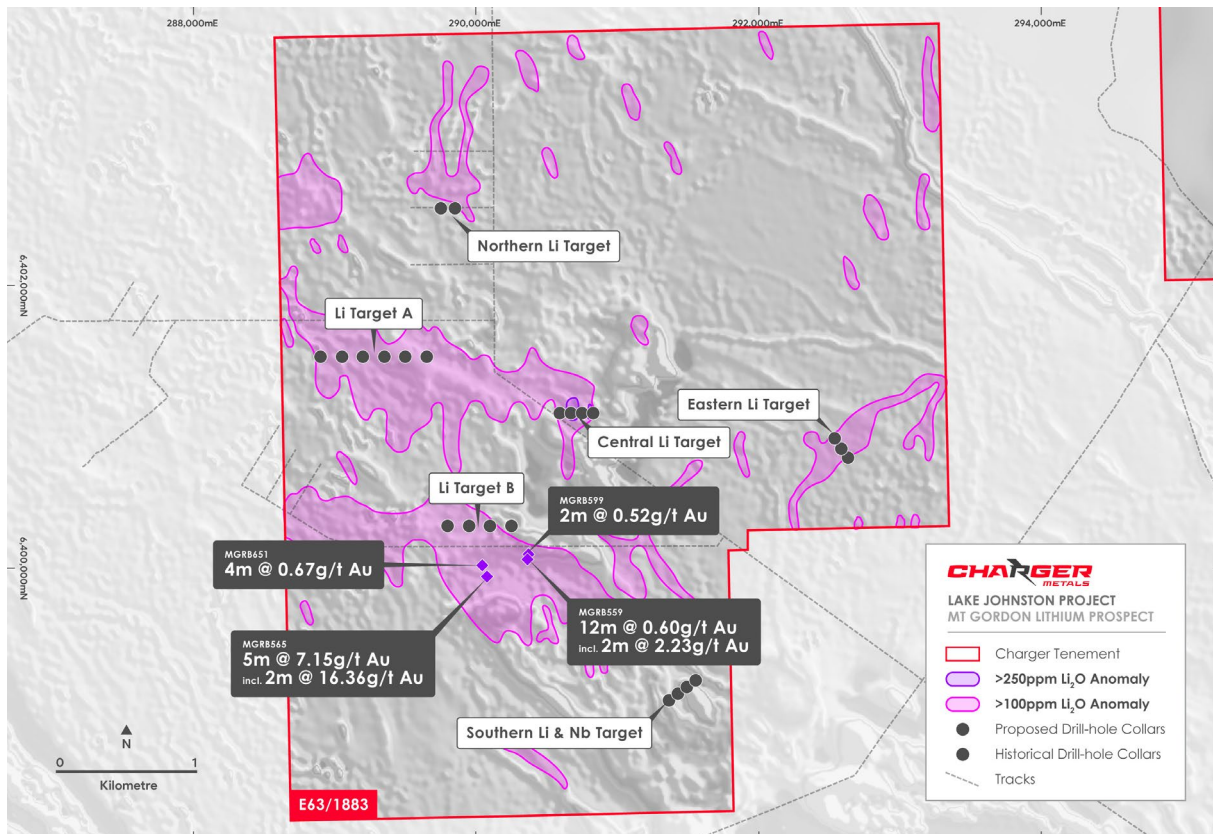 288,000mE
290,000mE
292,000mE
294,000mE
6,402,000mN
6,400,000mN
Northern Li Target
Li Target A
Eastern Li Target
Central Li Target
Li Target B
MGRB599
2m @ 0.52g/t Au
MGRB651
4m @ 0.67g/t Au
MGRB559
12m @ 0.60g/t Au
incl. 2m @ 2.23g/t Au
MGRB565
5m @ 7.15g/t Au
incl. 2m @ 16.36g/t Au
Southern Li & Nb Target
N
0 1
Kilometre
E63/1883
CHARGER
METALS
LAKE JOHNSTON PROJECT
MT GORDON LITHIUM PROSPECT
Charger Tenement
>250ppm Li₂O Anomaly
>100ppm Li₂O Anomaly
Proposed Drill-hole Collars
Historical Drill-hole Collars
Tracks